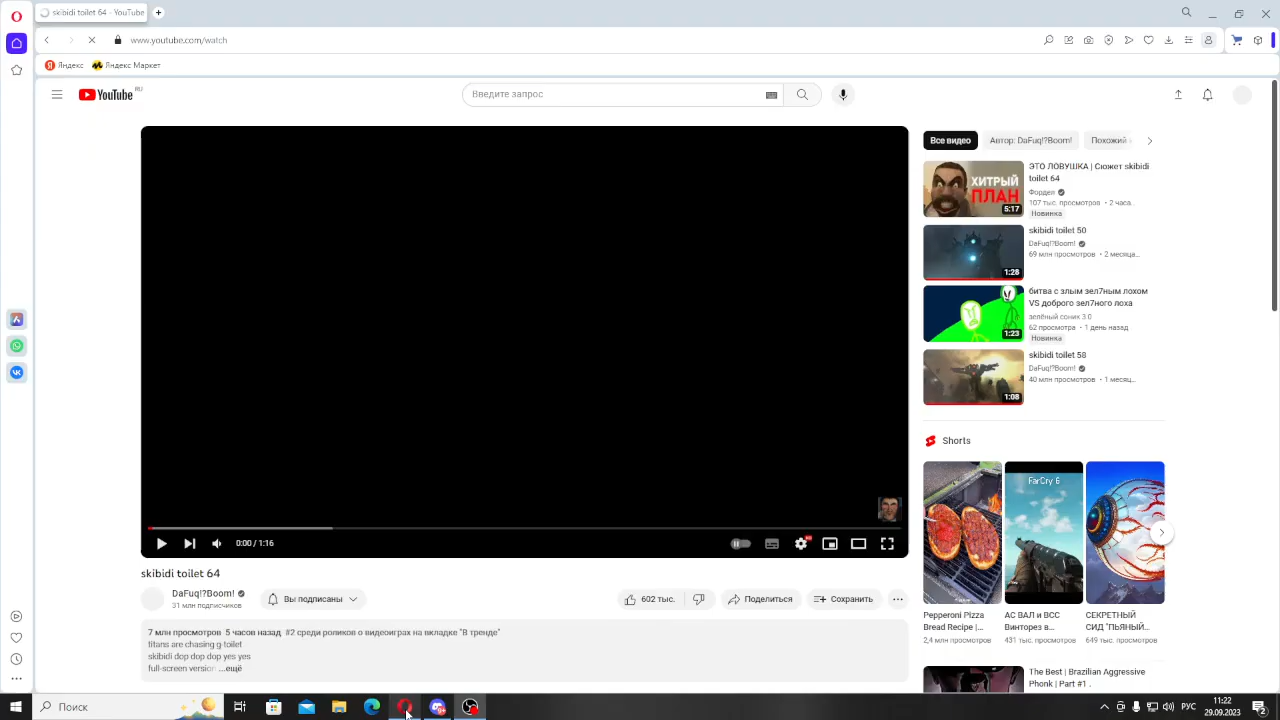 skibidi toilet 64 - YouTube
www.youtube.com/watch
Яндекс
Яндекс Маркет
YouTube RU
Введите запрос
Все видео
Автор: DaFuq!?Boom!
Похожий
ХИТРЫЙ
ПЛАН
5:17
ЭТО ЛОВУШКА | Сюжет skibidi
toilet 64
Фордел
107 тыс. просмотров • 2 часа
Новинка
1:28
skibidi toilet 50
DaFuq!?Boom!
69 млн просмотров • 2 месяца...
1:23
битва с злым зел7ным лохом
VS доброго зел7ного лоха
зелёный соник 3 0
62 просмотра • 1 день назад
Новинка
1:08
skibidi toilet 58
DaFuq!?Boom!
40 млн просмотров • 1 месяц...
Shorts
FarCry 6
Pepperoni Pizza
Bread Recipe |...
2,4 млн просмотров
АС ВАЛ и ВСС
Винторез в...
431 тыс. просмотров
СЕКРЕТНЫЙ
СИД "ПЬЯНЫЙ...
649 тыс. просмотров
The Best | Brazilian Aggressive
Phonk | Part #1 .
0:00 / 1:16
skibidi toilet 64
DaFuq!?Boom!
31 млн подписчиков
Вы подписаны
602 тыс.
Поделиться
Сохранить
7 млн просмотров 5 часов назад #2 среди роликов о видеоиграх на вкладке "В тренде"
titans are chasing g-toilet
skibidi dop dop dop yes yes
full-screen version: ...ещё
Поиск
РУС
11:22
29.09.2023
2